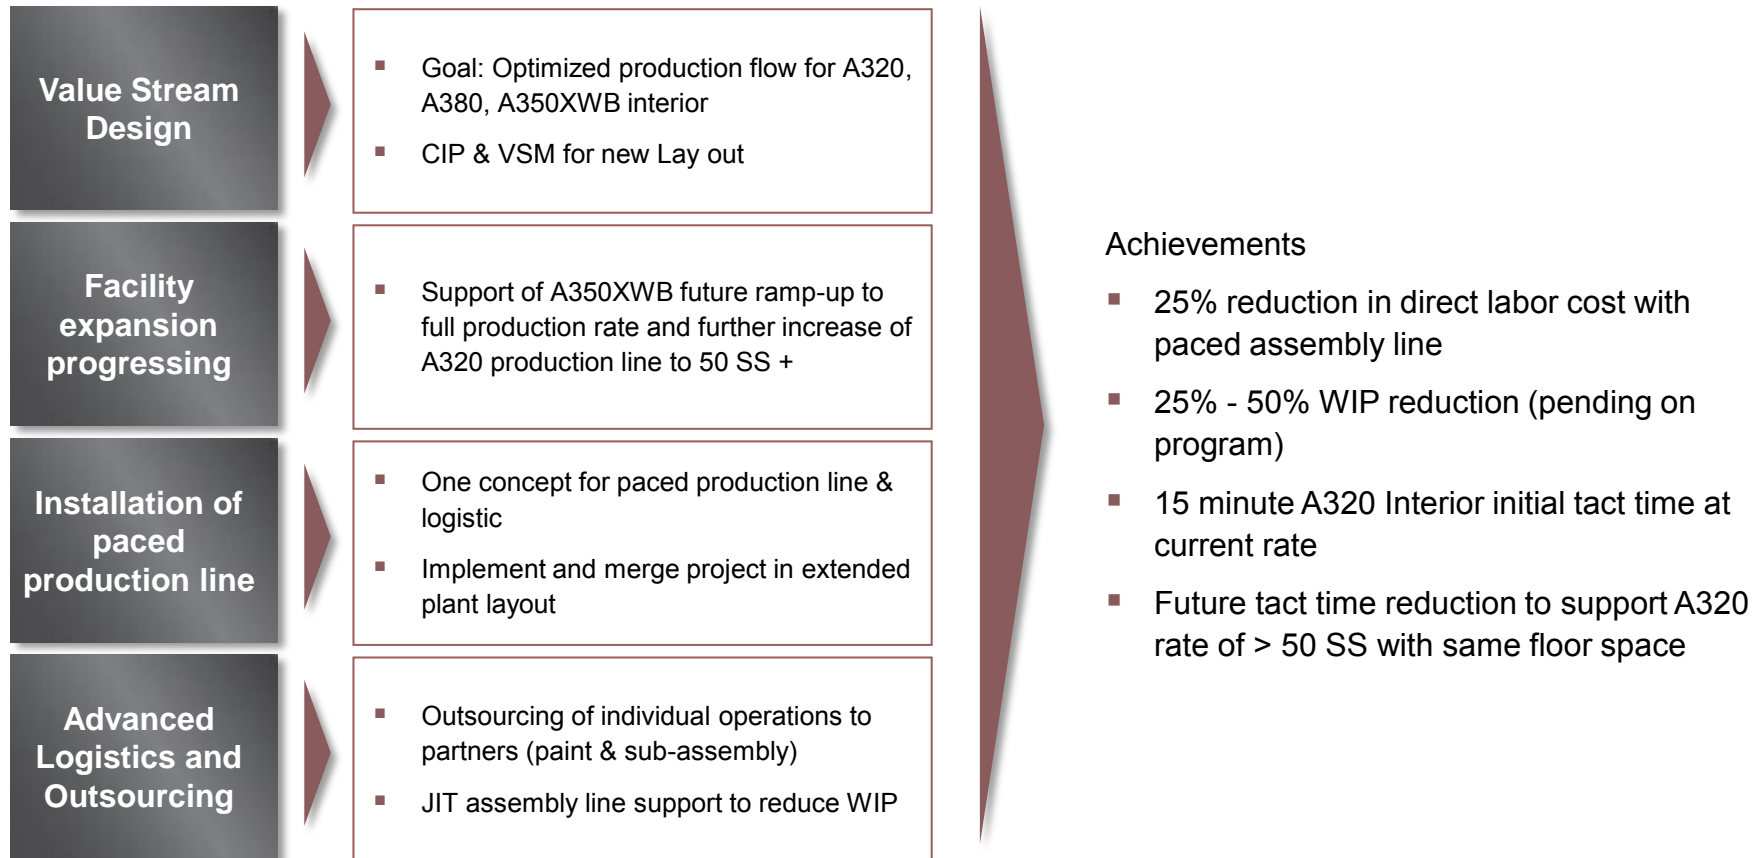 Value Stream
Design
▪ Goal: Optimized production flow for A320,
A380, A350XWB interior
▪ CIP & VSM for new Lay out
Facility
expansion
progressing
▪ Support of A350XWB future ramp-up to
full production rate and further increase of
A320 production line to 50 SS +
Installation of
paced
production line
▪ One concept for paced production line &
logistic
▪ Implement and merge project in extended
plant layout
Advanced
Logistics and
Outsourcing
▪ Outsourcing of individual operations to
partners (paint & sub-assembly)
▪ JIT assembly line support to reduce WIP
Achievements
▪ 25% reduction in direct labor cost with
paced assembly line
▪ 25% - 50% WIP reduction (pending on
program)
▪ 15 minute A320 Interior initial tact time at
current rate
▪ Future tact time reduction to support A320
rate of > 50 SS with same floor space